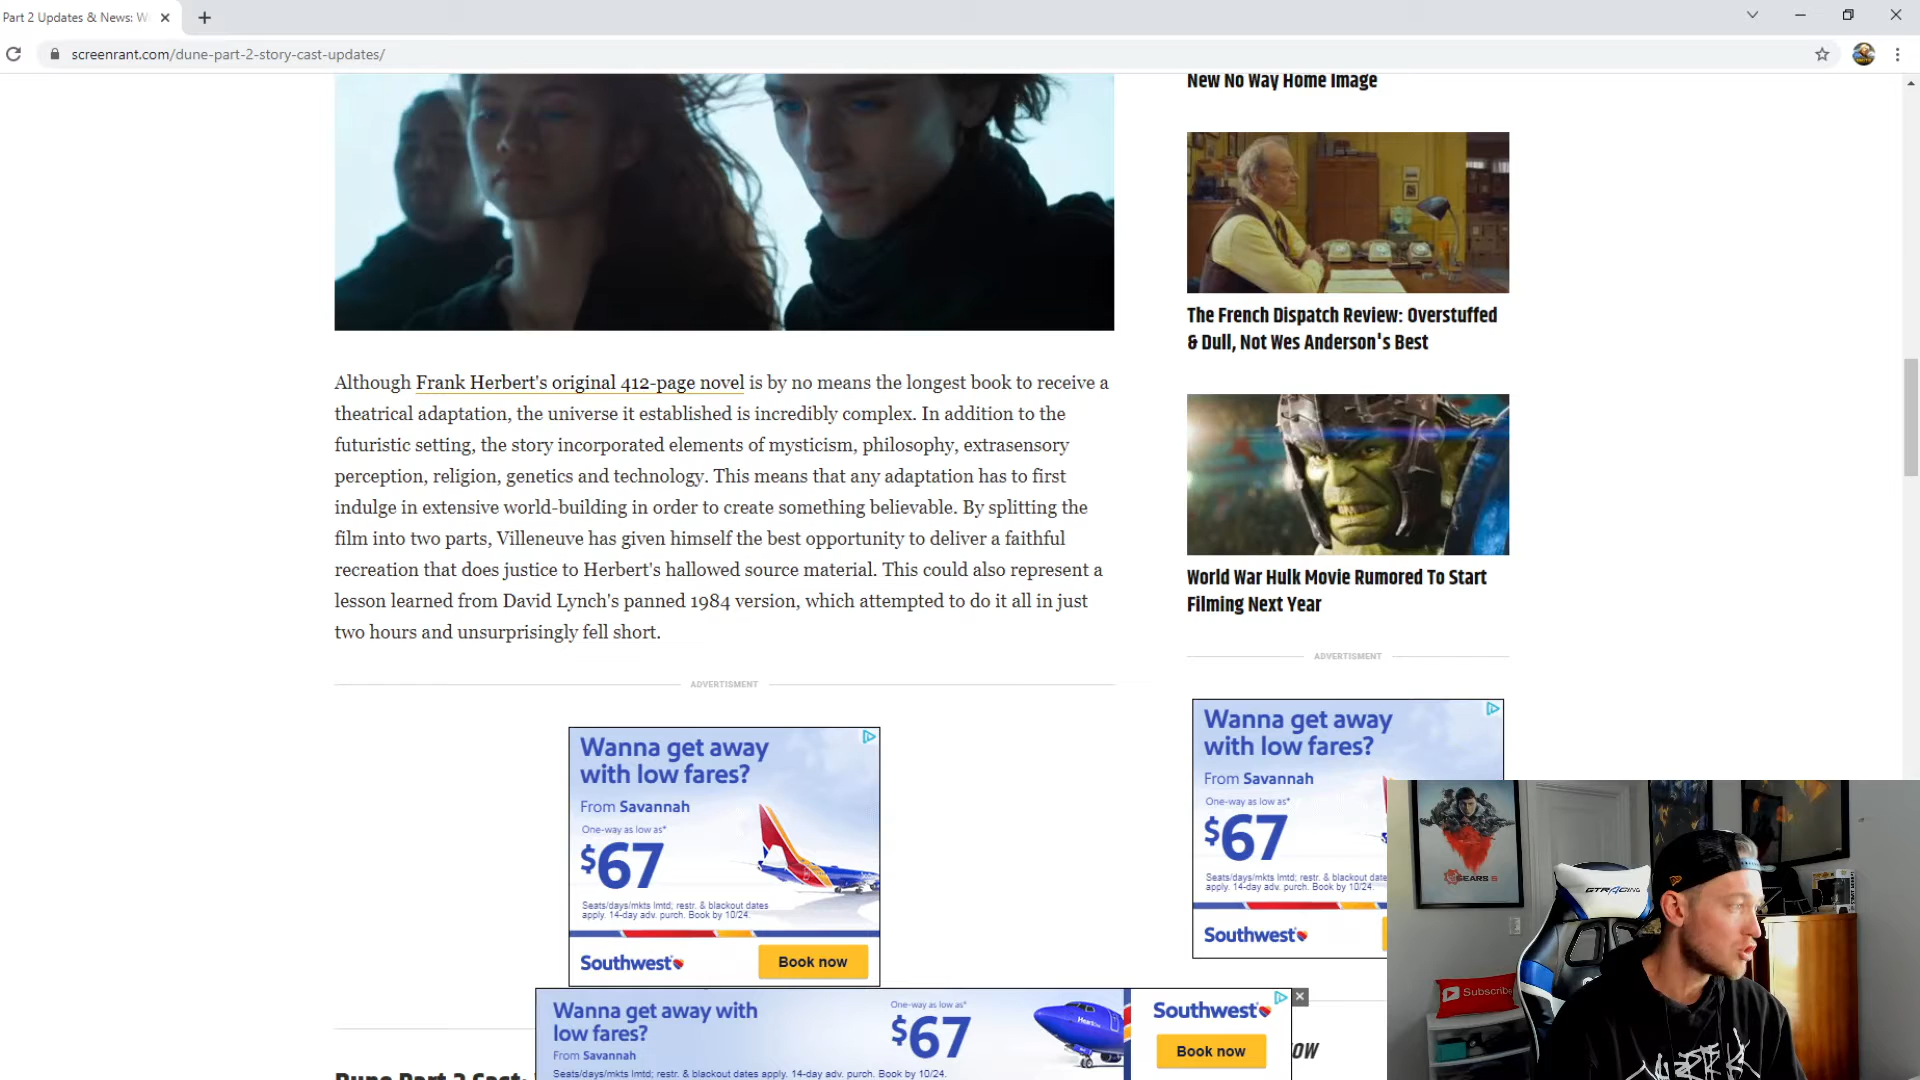 Part 2 Updates & News: W
screenrant.com/dune-part-2-story-cast-updates/
New No Way Home Image
The French Dispatch Review: Overstuffed
& Dull, Not Wes Anderson's Best
World War Hulk Movie Rumored To Start
Filming Next Year
Although Frank Herbert's original 412-page novel is by no means the longest book to receive a
theatrical adaptation, the universe it established is incredibly complex. In addition to the
futuristic setting, the story incorporated elements of mysticism, philosophy, extrasensory
perception, religion, genetics and technology. This means that any adaptation has to first
indulge in extensive world-building in order to create something believable. By splitting the
film into two parts, Villeneuve has given himself the best opportunity to deliver a faithful
recreation that does justice to Herbert's hallowed source material. This could also represent a
lesson learned from David Lynch's panned 1984 version, which attempted to do it all in just
two hours and unsurprisingly fell short.
ADVERTISMENT
Wanna get away
with low fares?
From Savannah
One-way as low as*
$67
Seats/days/mkts lmtd; restr. & blackout dates
apply. 14-day adv. purch. Book by 10/24.
Southwest
Book now
ADVERTISMENT
Wanna get away
with low fares?
From Savannah
One-way as low as*
$67
Seats/days/mkts lmtd; restr. & blackout date
apply. 14-day adv. purch. Book by 10/24.
Southwest
Wanna get away with
low fares?
From Savannah
One-way as low as*
$67
Seats/days/mkts lmtd; restr. & blackout dates apply. 14-day adv. purch. Book by 10/24.
Southwest
Book now
OW
Dune Part 2 Cast:
GEARS 5
GTRACING
Subscribe